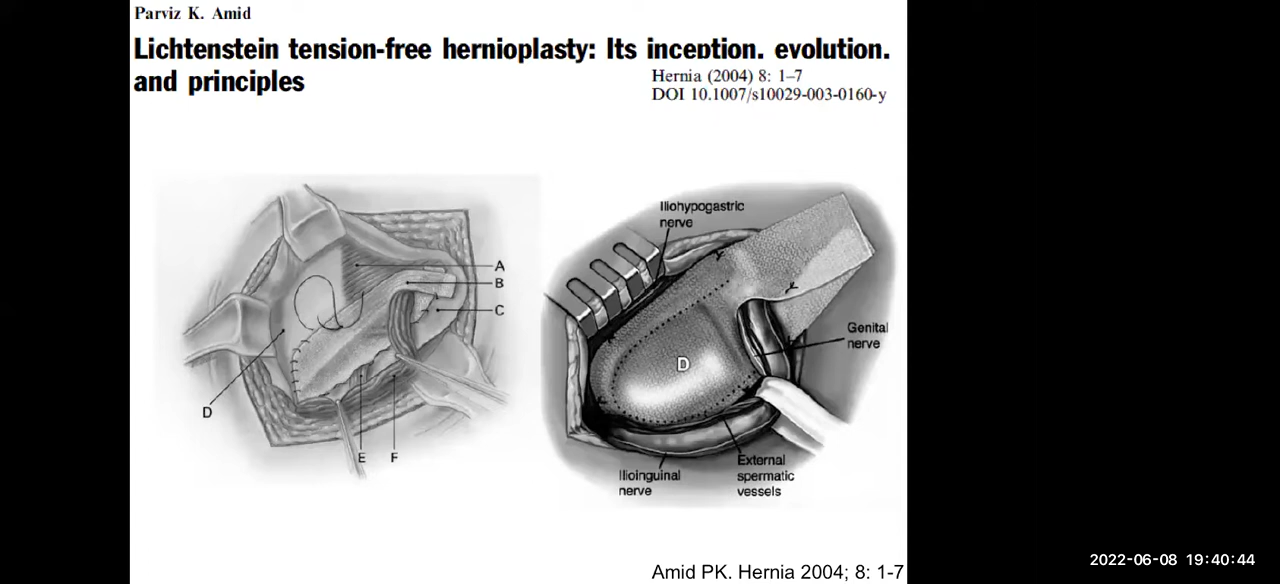 Parviz K. Amid
Lichtenstein tension-free hernioplasty: Its inception. evolution.
and principles
Hernia (2004) 8: 1–7
DOI 10.1007/s10029-003-0160-y
A
B
C
D
E
F
Iliohypogastric
nerve
Genital
nerve
D
Ilioinguinal
nerve
External
spermatic
vessels
Amid PK. Hernia 2004; 8: 1-7
2022-06-08 19:40:44